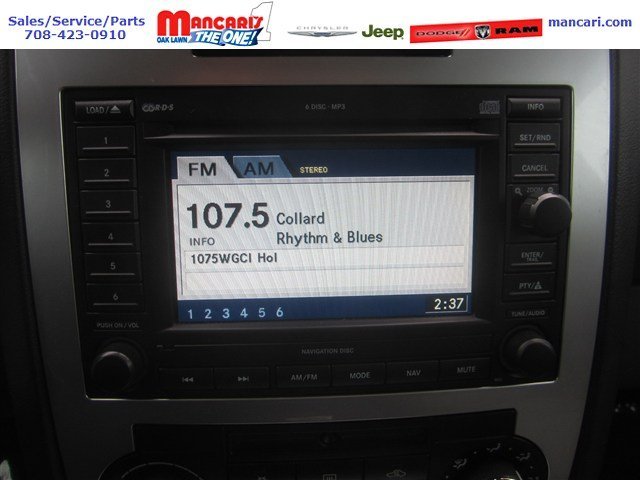 Sales/Service/Parts
708-423-0910
MANCARI'S
OAK LAWN THE ONE!
CHRYSLER
Jeep
DODGE
RAM
mancari.com
LOAD/
R·D·S
6 DISC · MP3
INFO
1
2
3
4
5
6
FM
AM
STEREO
107.5
Collard
INFO
Rhythm & Blues
1075WGCI Hol
1 2 3 4 5 6
2:37
SET/RND
CANCEL
ZOOM
ENTER/
PTY/
PUSH ON / VOL
TUNE/AUDIO
NAVIGATION DISC
AM/FM
MODE
NAV
MUTE